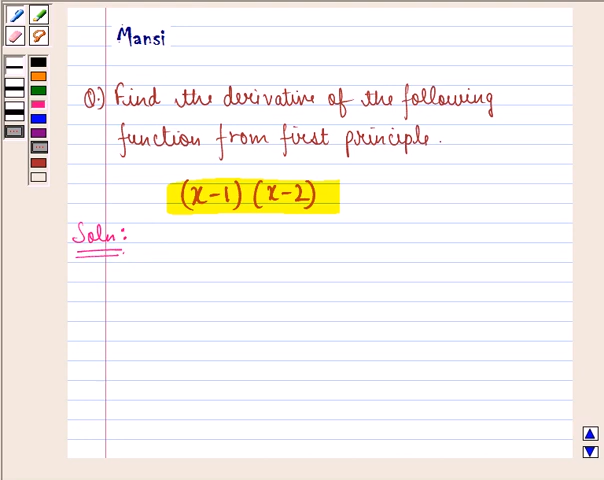 Mansi
Q.) Find the derivative of the following
function from first principle.
(x-1) (x-2)
Soln: